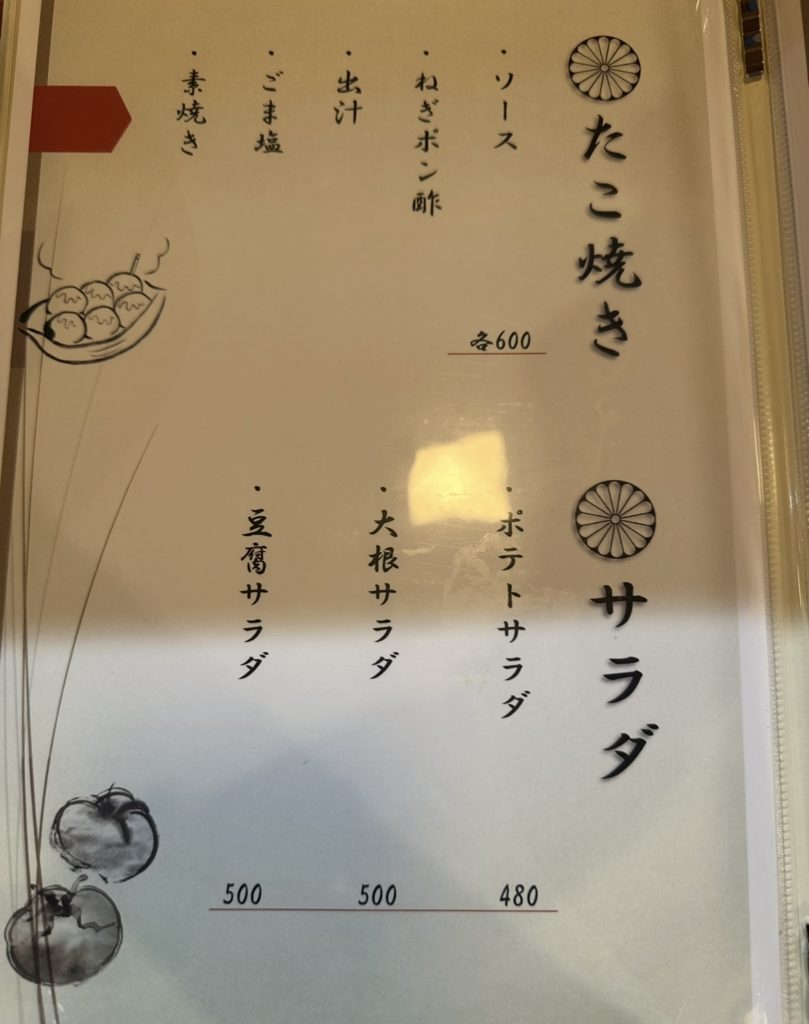 たこ焼き
・ソース
・ねぎポン酢
・出汁
・ごま塩
・素焼き
各600
サラダ
・ポテトサラダ
480
・大根サラダ
500
・豆腐サラダ
500